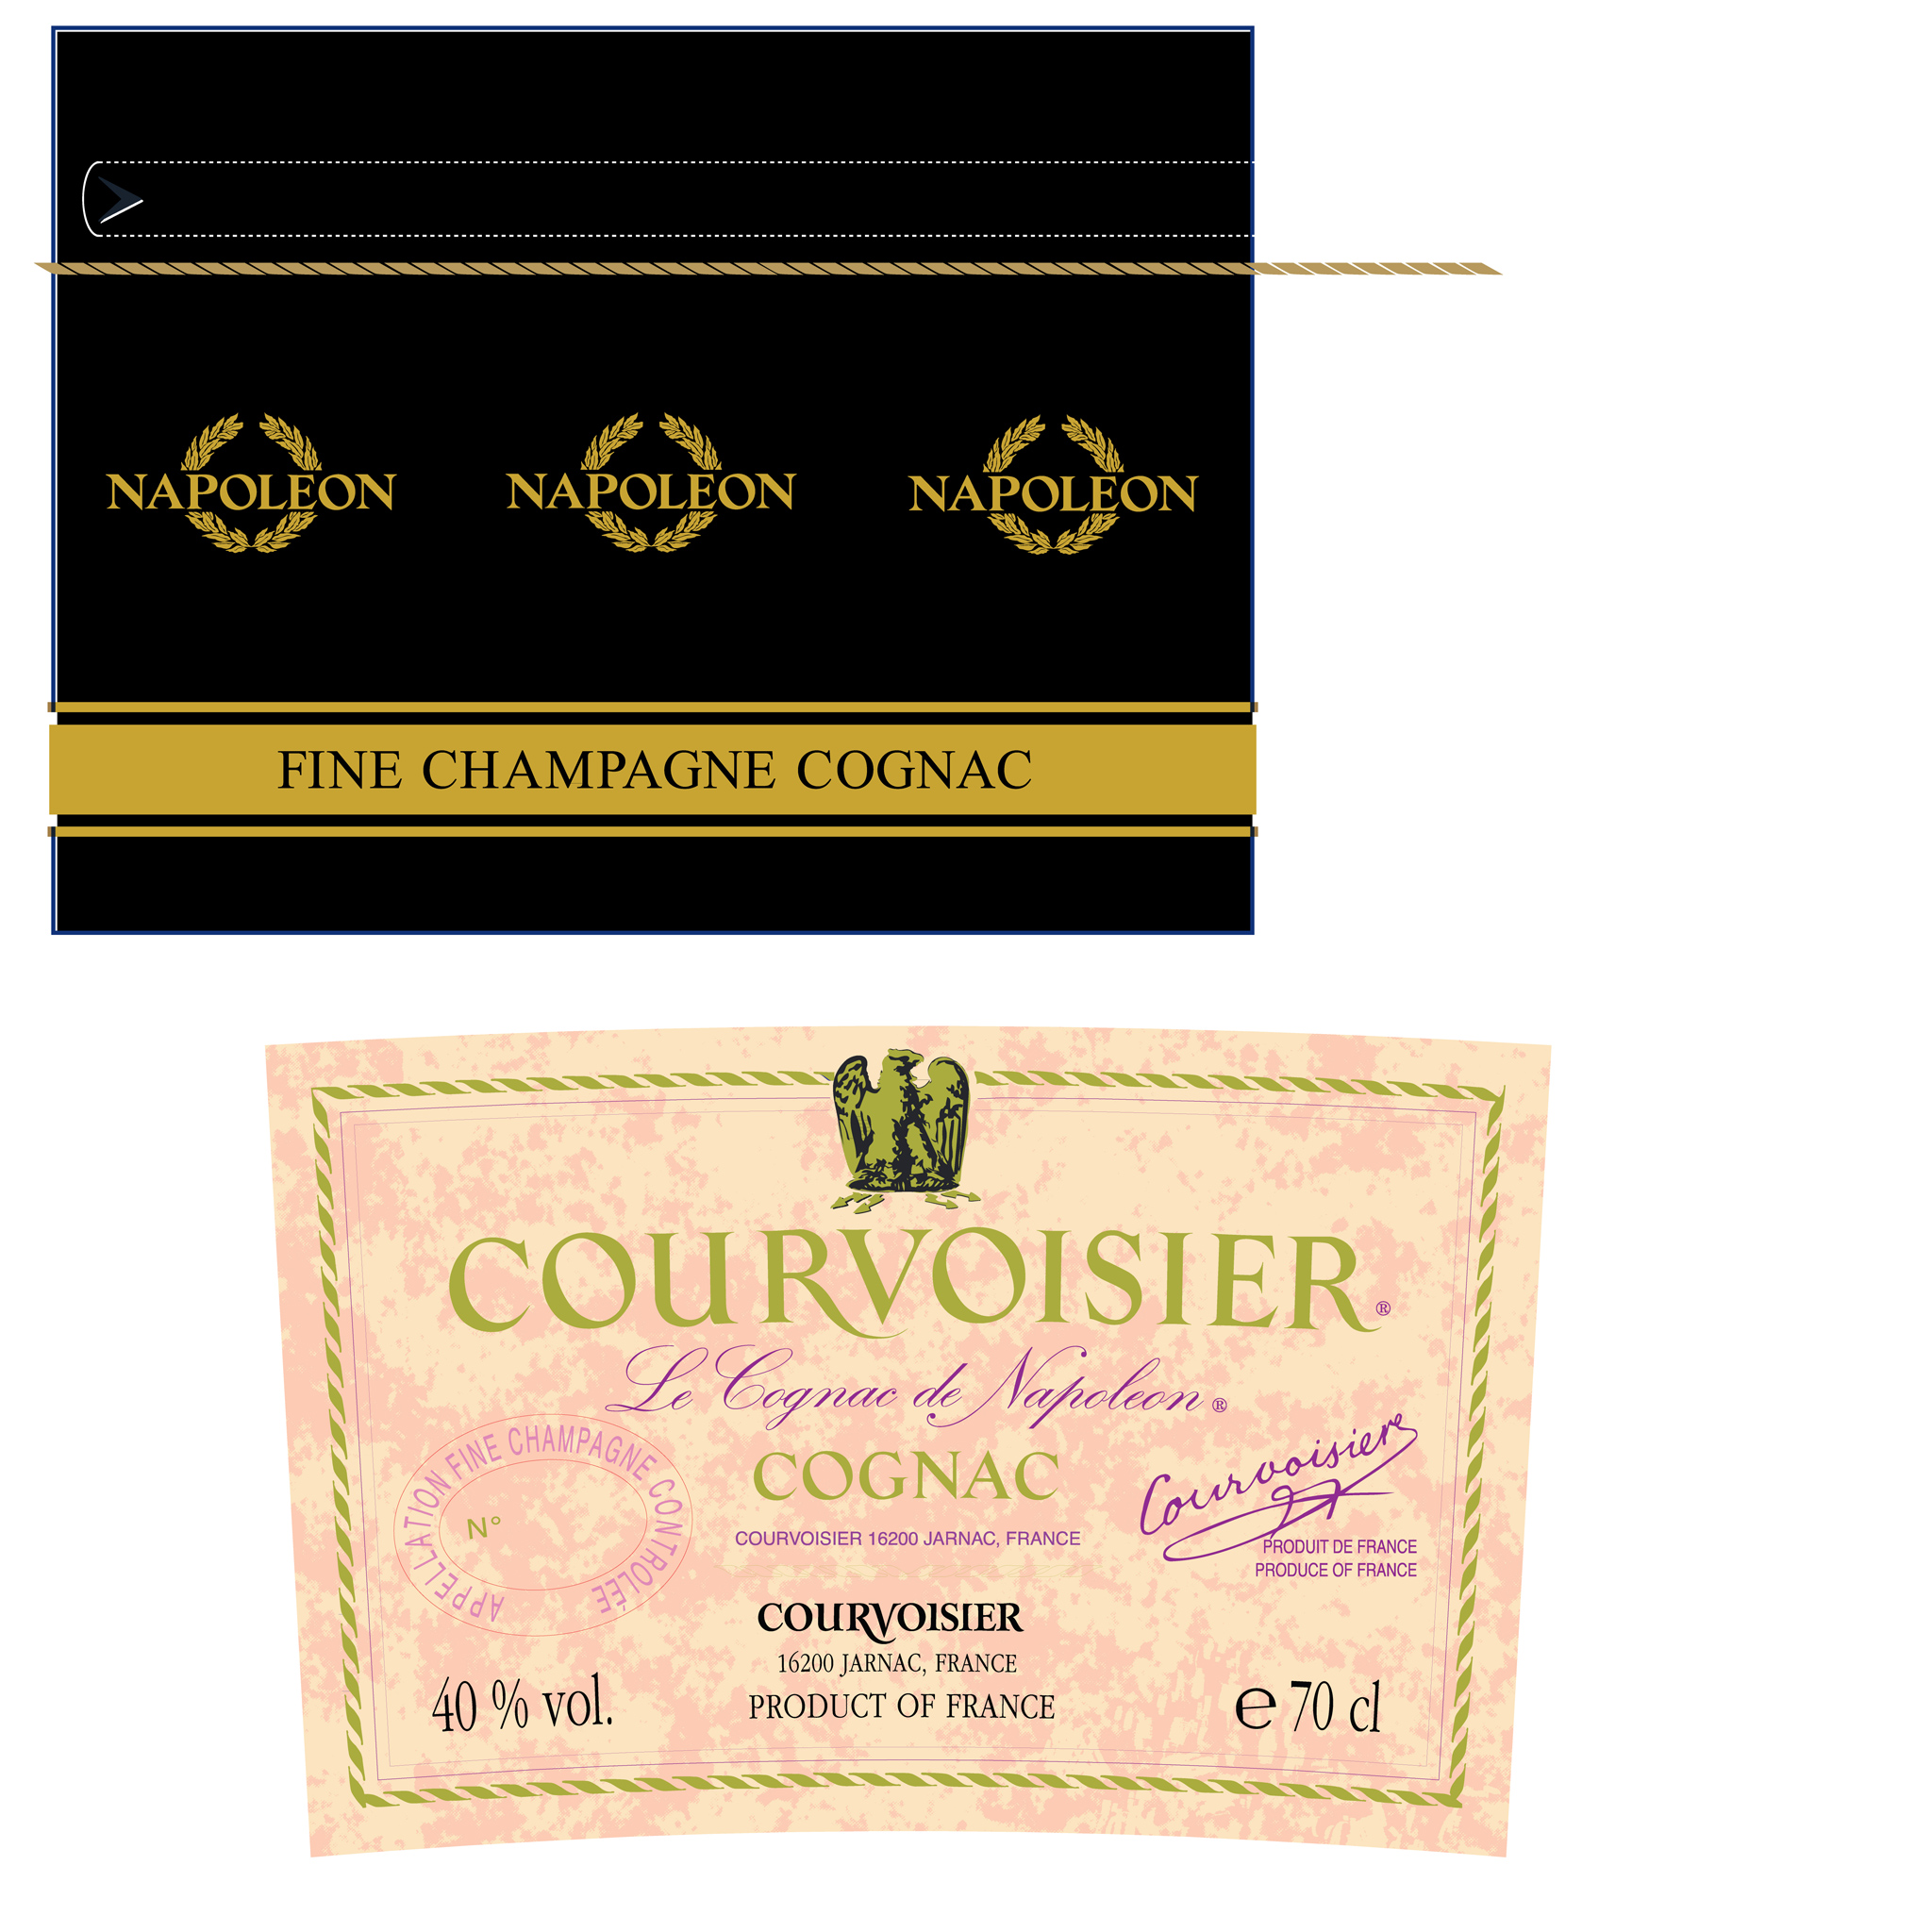 NAPOLEON NAPOLEON NAPOLEON
FINE CHAMPAGNE COGNAC
COURVOISIER®
Le Cognac de Napoleon®
COGNAC
COURVOISIER 16200 JARNAC, FRANCE
APPELLATION FINE CHAMPAGNE CONTROLÉE
N°
Courvoisier
PRODUIT DE FRANCE
PRODUCE OF FRANCE
COURVOISIER
16200 JARNAC, FRANCE
PRODUCT OF FRANCE
40 % vol.
℮ 70 cl